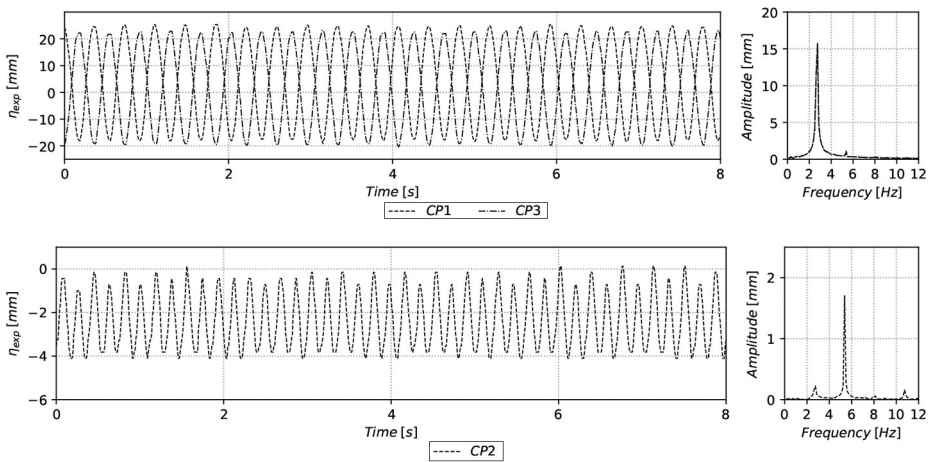 η_exp [mm]
20
10
0
−10
−20
0
2
4
6
8
Time [s]
CP1
CP3
Amplitude [mm]
20
15
10
5
0
0 2 4 6 8 10 12
Frequency [Hz]
η_exp [mm]
0
−2
−4
−6
0
2
4
6
8
Time [s]
CP2
Amplitude [mm]
2
1
0
0 2 4 6 8 10 12
Frequency [Hz]